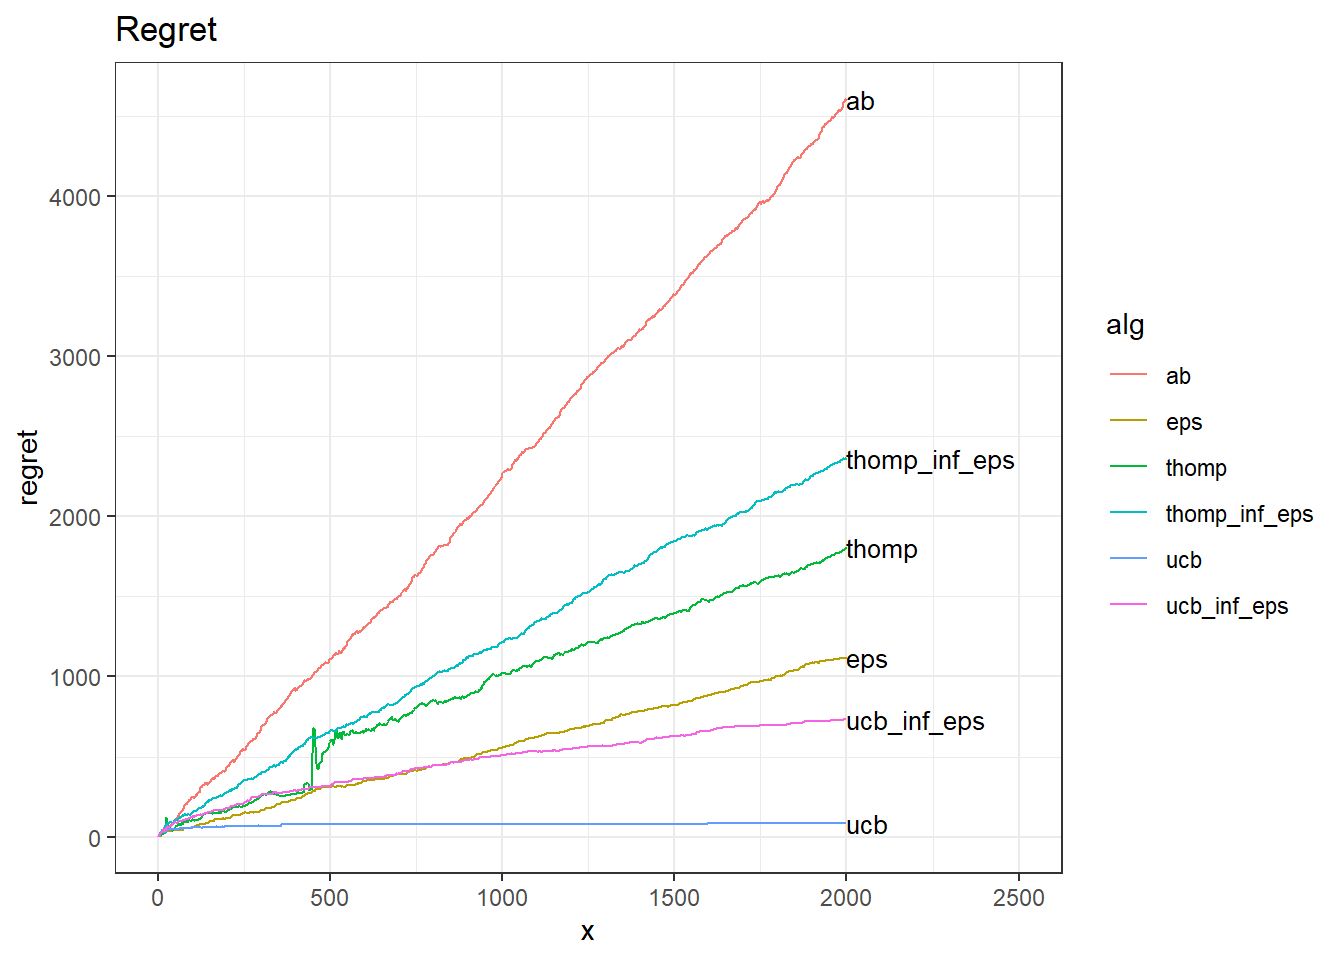 Regret
regret
4000
3000
2000
1000
0
ab
thomp_inf_eps
thomp
eps
ucb_inf_eps
ucb
0
500
1000
1500
2000
2500
x
alg
ab
eps
thomp
thomp_inf_eps
ucb
ucb_inf_eps